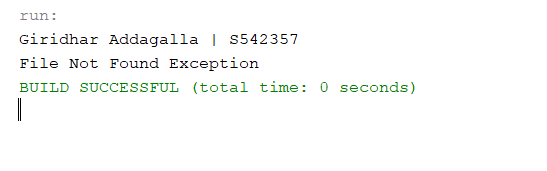 run:
Giridhar Addagalla | S542357
File Not Found Exception
BUILD SUCCESSFUL (total time: 0 seconds)